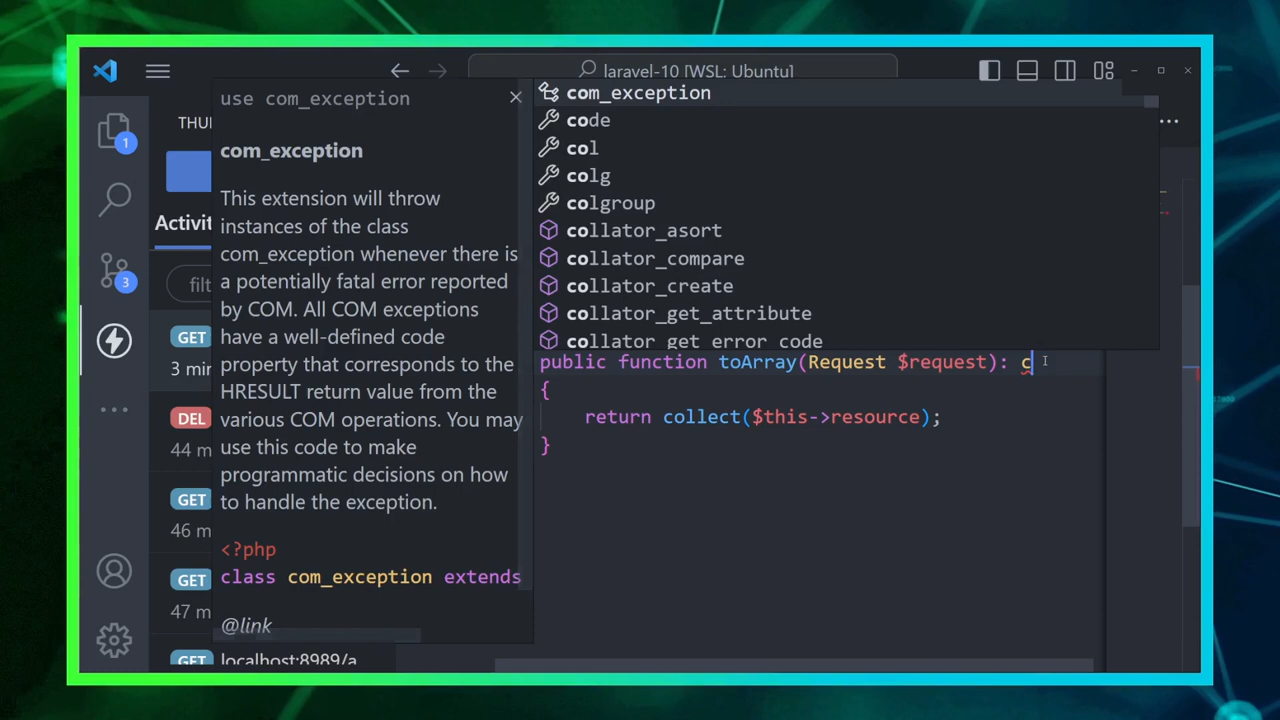 laravel-10 [WSL: Ubuntu]
THU
Activit
filt
GET
3 min
DEL
44 m
GET
46 m
GET
47 m
GET localhost:8989/a
1
3
use com_exception
com_exception
This extension will throw
instances of the class
com_exception whenever there is
a potentially fatal error reported
by COM. All COM exceptions
have a well-defined code
property that corresponds to the
HRESULT return value from the
various COM operations. You may
use this code to make
programmatic decisions on how
to handle the exception.
<?php
class com_exception extends
@link
com_exception
code
col
colg
colgroup
collator_asort
collator_compare
collator_create
collator_get_attribute
collator_get_error_code
public function toArray(Request $request): c
{
return collect($this->resource);
}